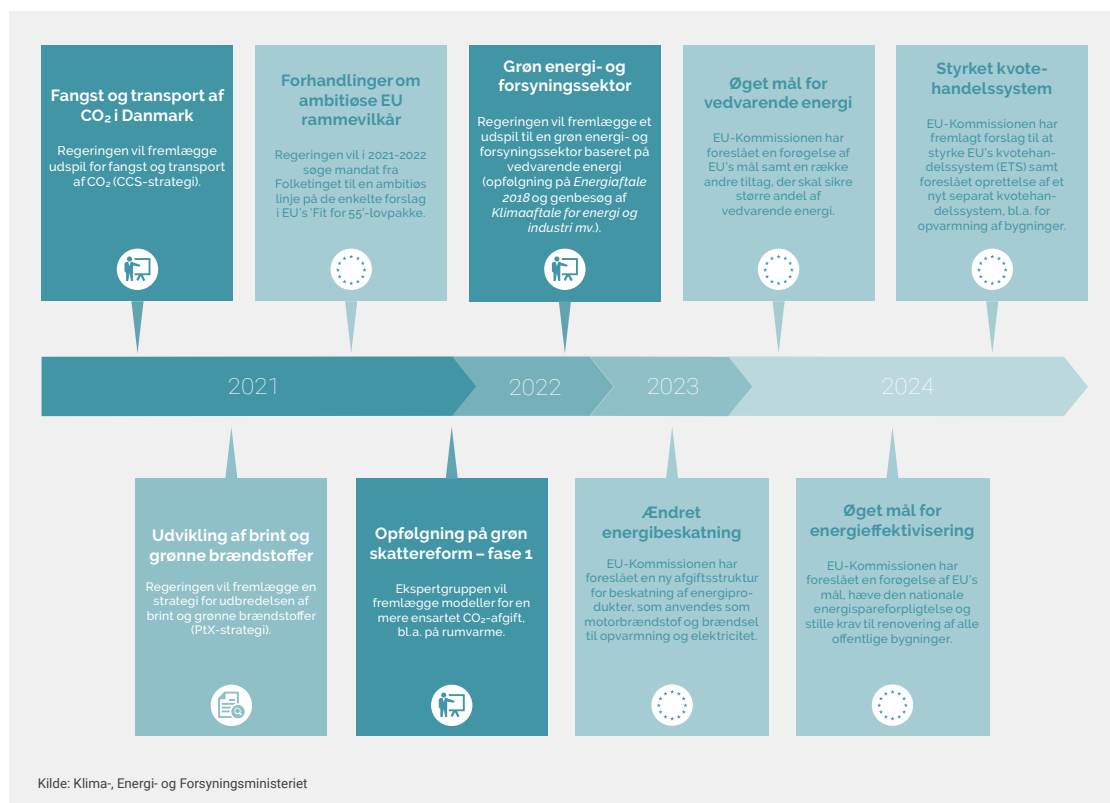 Fangst og transport af
CO₂ i Danmark
Regeringen vil fremlægge
udspil for fangst og transport
af CO₂ (CCS-strategi).
Forhandlinger om
ambitiøse EU
rammevilkår
Regeringen vil i 2021-2022
søge mandat fra
Folketinget til en ambitiøs
linje på de enkelte forslag
i EU's 'Fit for 55'-lovpakke.
Grøn energi- og
forsyningssektor
Regeringen vil fremlægge et
udspil til en grøn energi- og
forsyningssektor baseret på
vedvarende energi
(opfølgning på Energiaftale
2018 og genbesøg af
Klimaaftale for energi og
industri mv.).
Øget mål for
vedvarende energi
EU-Kommissionen har
foreslået en forøgelse af
EU's mål samt en række
andre tiltag, der skal sikre
større andel af
vedvarende energi.
Styrket kvote-
handelssystem
EU-Kommissionen har
fremlagt forslag til at
styrke EU's kvotehan-
delssystem (ETS) samt
foreslået oprettelse af et
nyt separat kvotehan-
delssystem, bl.a. for
opvarmning af bygninger.
2021
2022
2023
2024
Udvikling af brint og
grønne brændstoffer
Regeringen vil fremlægge en
strategi for udbredelsen af
brint og grønne brændstoffer
(PtX-strategi).
Opfølgning på grøn
skattereform – fase 1
Ekspertgruppen vil
fremlægge modeller for en
mere ensartet CO₂-afgift,
bl.a. på rumvarme.
Ændret
energibeskatning
EU-Kommissionen har
foreslået en ny afgiftsstruktur
for beskatning af energipro-
dukter, som anvendes som
motorbrændstof og brændsel
til opvarmning og elektricitet.
Øget mål for
energieffektivisering
EU-Kommissionen har
foreslået en forøgelse af EU's
mål, hæve den nationale
energispareforpligtelse og
stille krav til renovering af alle
offentlige bygninger.
Kilde: Klima-, Energi- og Forsyningsministeriet